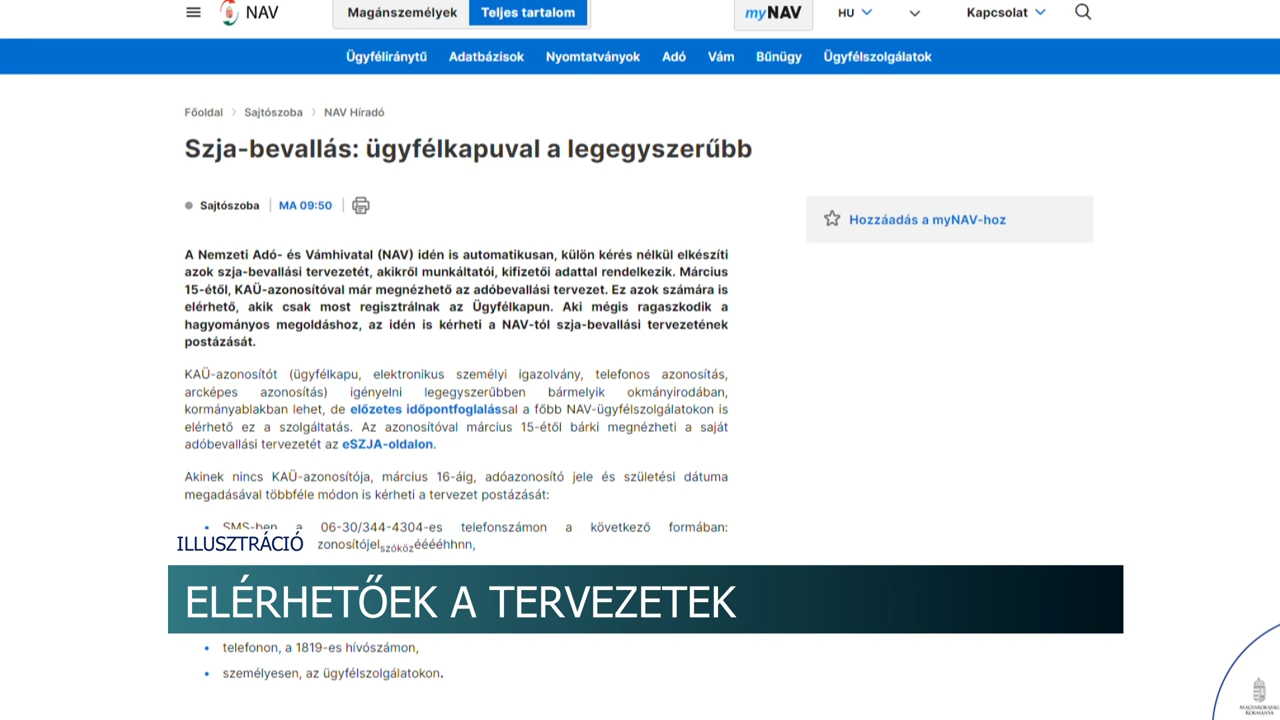 NAV
Magánszemélyek
Teljes tartalom
myNAV
HU
Kapcsolat
Ügyféliránytű
Adatbázisok
Nyomtatványok
Adó
Vám
Bűnügy
Ügyfélszolgálatok
Főoldal
Sajtószoba
NAV Híradó
Szja-bevallás: ügyfélkapuval a legegyszerűbb
Sajtószoba
MA 09:50
Hozzáadás a myNAV-hoz
A Nemzeti Adó- és Vámhivatal (NAV) idén is automatikusan, külön kérés nélkül elkészíti
azok szja-bevallási tervezetét, akikről munkáltatói, kifizetői adattal rendelkezik. Március
15-étől, KAÜ-azonosítóval már megnézhető az adóbevallási tervezet. Ez azok számára is
elérhető, akik csak most regisztrálnak az Ügyfélkapun. Aki mégis ragaszkodik a
hagyományos megoldáshoz, az idén is kérheti a NAV-tól szja-bevallási tervezetének
postázását.
KAÜ-azonosítót (ügyfélkapu, elektronikus személyi igazolvány, telefonos azonosítás,
arcképes azonosítás) igényelni legegyszerűbben bármelyik okmányirodában,
kormányablakban lehet, de előzetes időpontfoglalással a főbb NAV-ügyfélszolgálatokon is
elérhető ez a szolgáltatás. Az azonosítóval március 15-étől bárki megnézheti a saját
adóbevallási tervezetét az eSZJA-oldalon.
Akinek nincs KAÜ-azonosítója, március 16-áig, adóazonosító jele és születési dátuma
megadásával többféle módon is kérheti a tervezet postázását:
• SMS-ben a 06-30/344-4304-es telefonszámon a következő formában:
zonosítójelszóközééééhhnn,
ILLUSZTRÁCIÓ
ELÉRHETŐEK A TERVEZETEK
• telefonon, a 1819-es hívószámon,
• személyesen, az ügyfélszolgálatokon.
MAGYARORSZÁG
KORMÁNYA